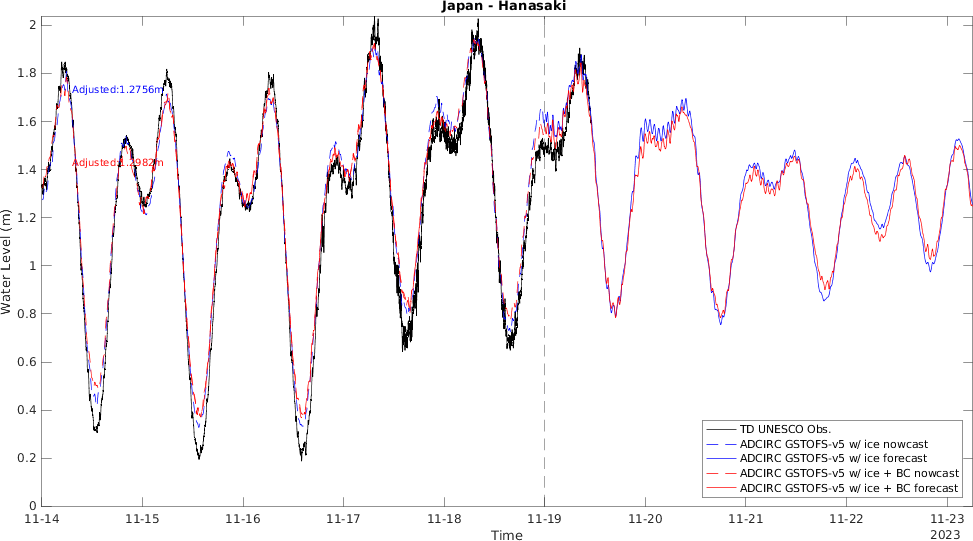 Japan - Hanasaki
2
1.8
1.6
1.4
1.2
1
0.8
0.6
0.4
0.2
0
Water Level (m)
Adjusted:1.2756m
TD UNESCO Obs.
ADCIRC GSTOFS-v5 w/ ice nowcast
ADCIRC GSTOFS-v5 w/ ice forecast
ADCIRC GSTOFS-v5 w/ ice + BC nowcast
ADCIRC GSTOFS-v5 w/ ice + BC forecast
11-14 11-15 11-16 11-17 11-18 11-19 11-20 11-21 11-22 11-23
2023
Time